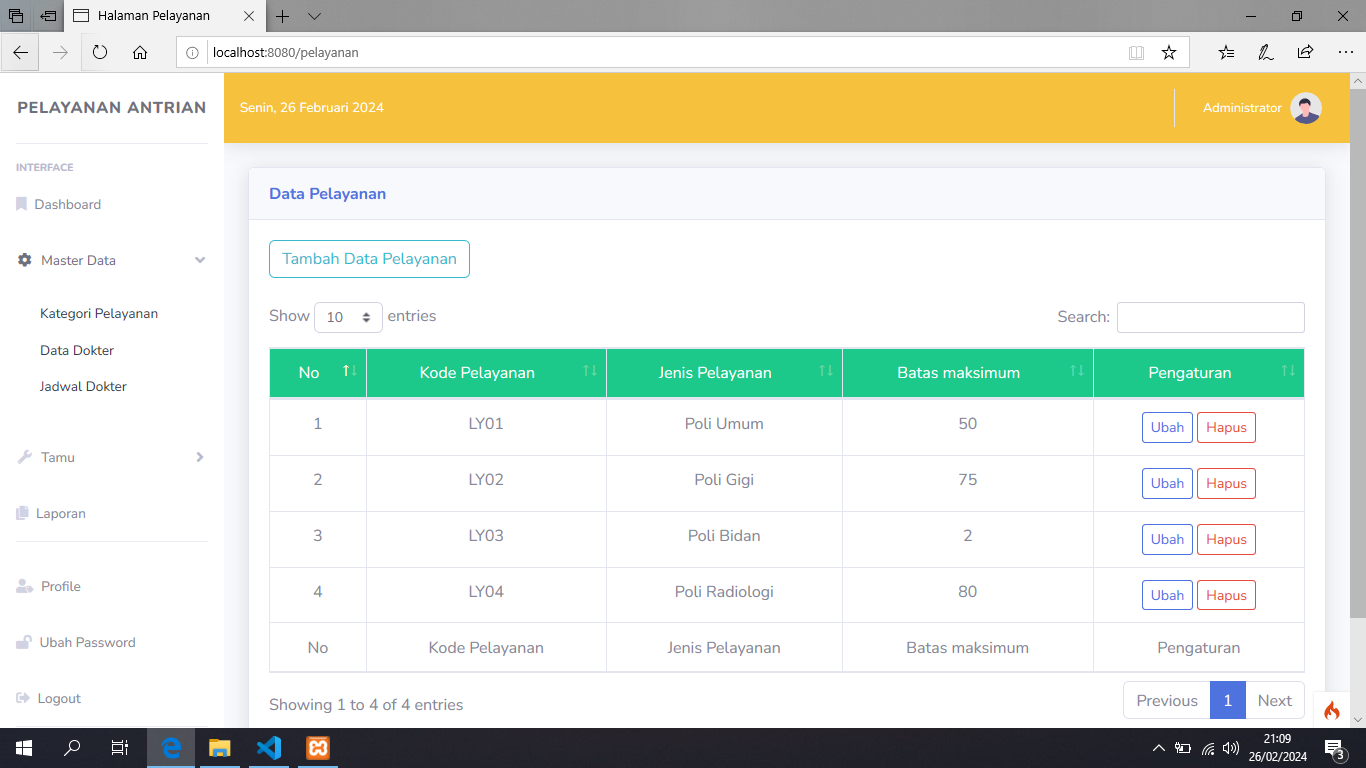 Halaman Pelayanan
localhost:8080/pelayanan
PELAYANAN ANTRIAN
Senin, 26 Februari 2024
Administrator
INTERFACE
Dashboard
Master Data
Kategori Pelayanan
Data Dokter
Jadwal Dokter
Tamu
Laporan
Profile
Ubah Password
Logout
Data Pelayanan
Tambah Data Pelayanan
Show 10 entries
Search:
No Kode Pelayanan Jenis Pelayanan Batas maksimum Pengaturan
1 LY01 Poli Umum 50 Ubah Hapus
2 LY02 Poli Gigi 75 Ubah Hapus
3 LY03 Poli Bidan 2 Ubah Hapus
4 LY04 Poli Radiologi 80 Ubah Hapus
No Kode Pelayanan Jenis Pelayanan Batas maksimum Pengaturan
Showing 1 to 4 of 4 entries
Previous 1 Next
21:09
26/02/2024
3